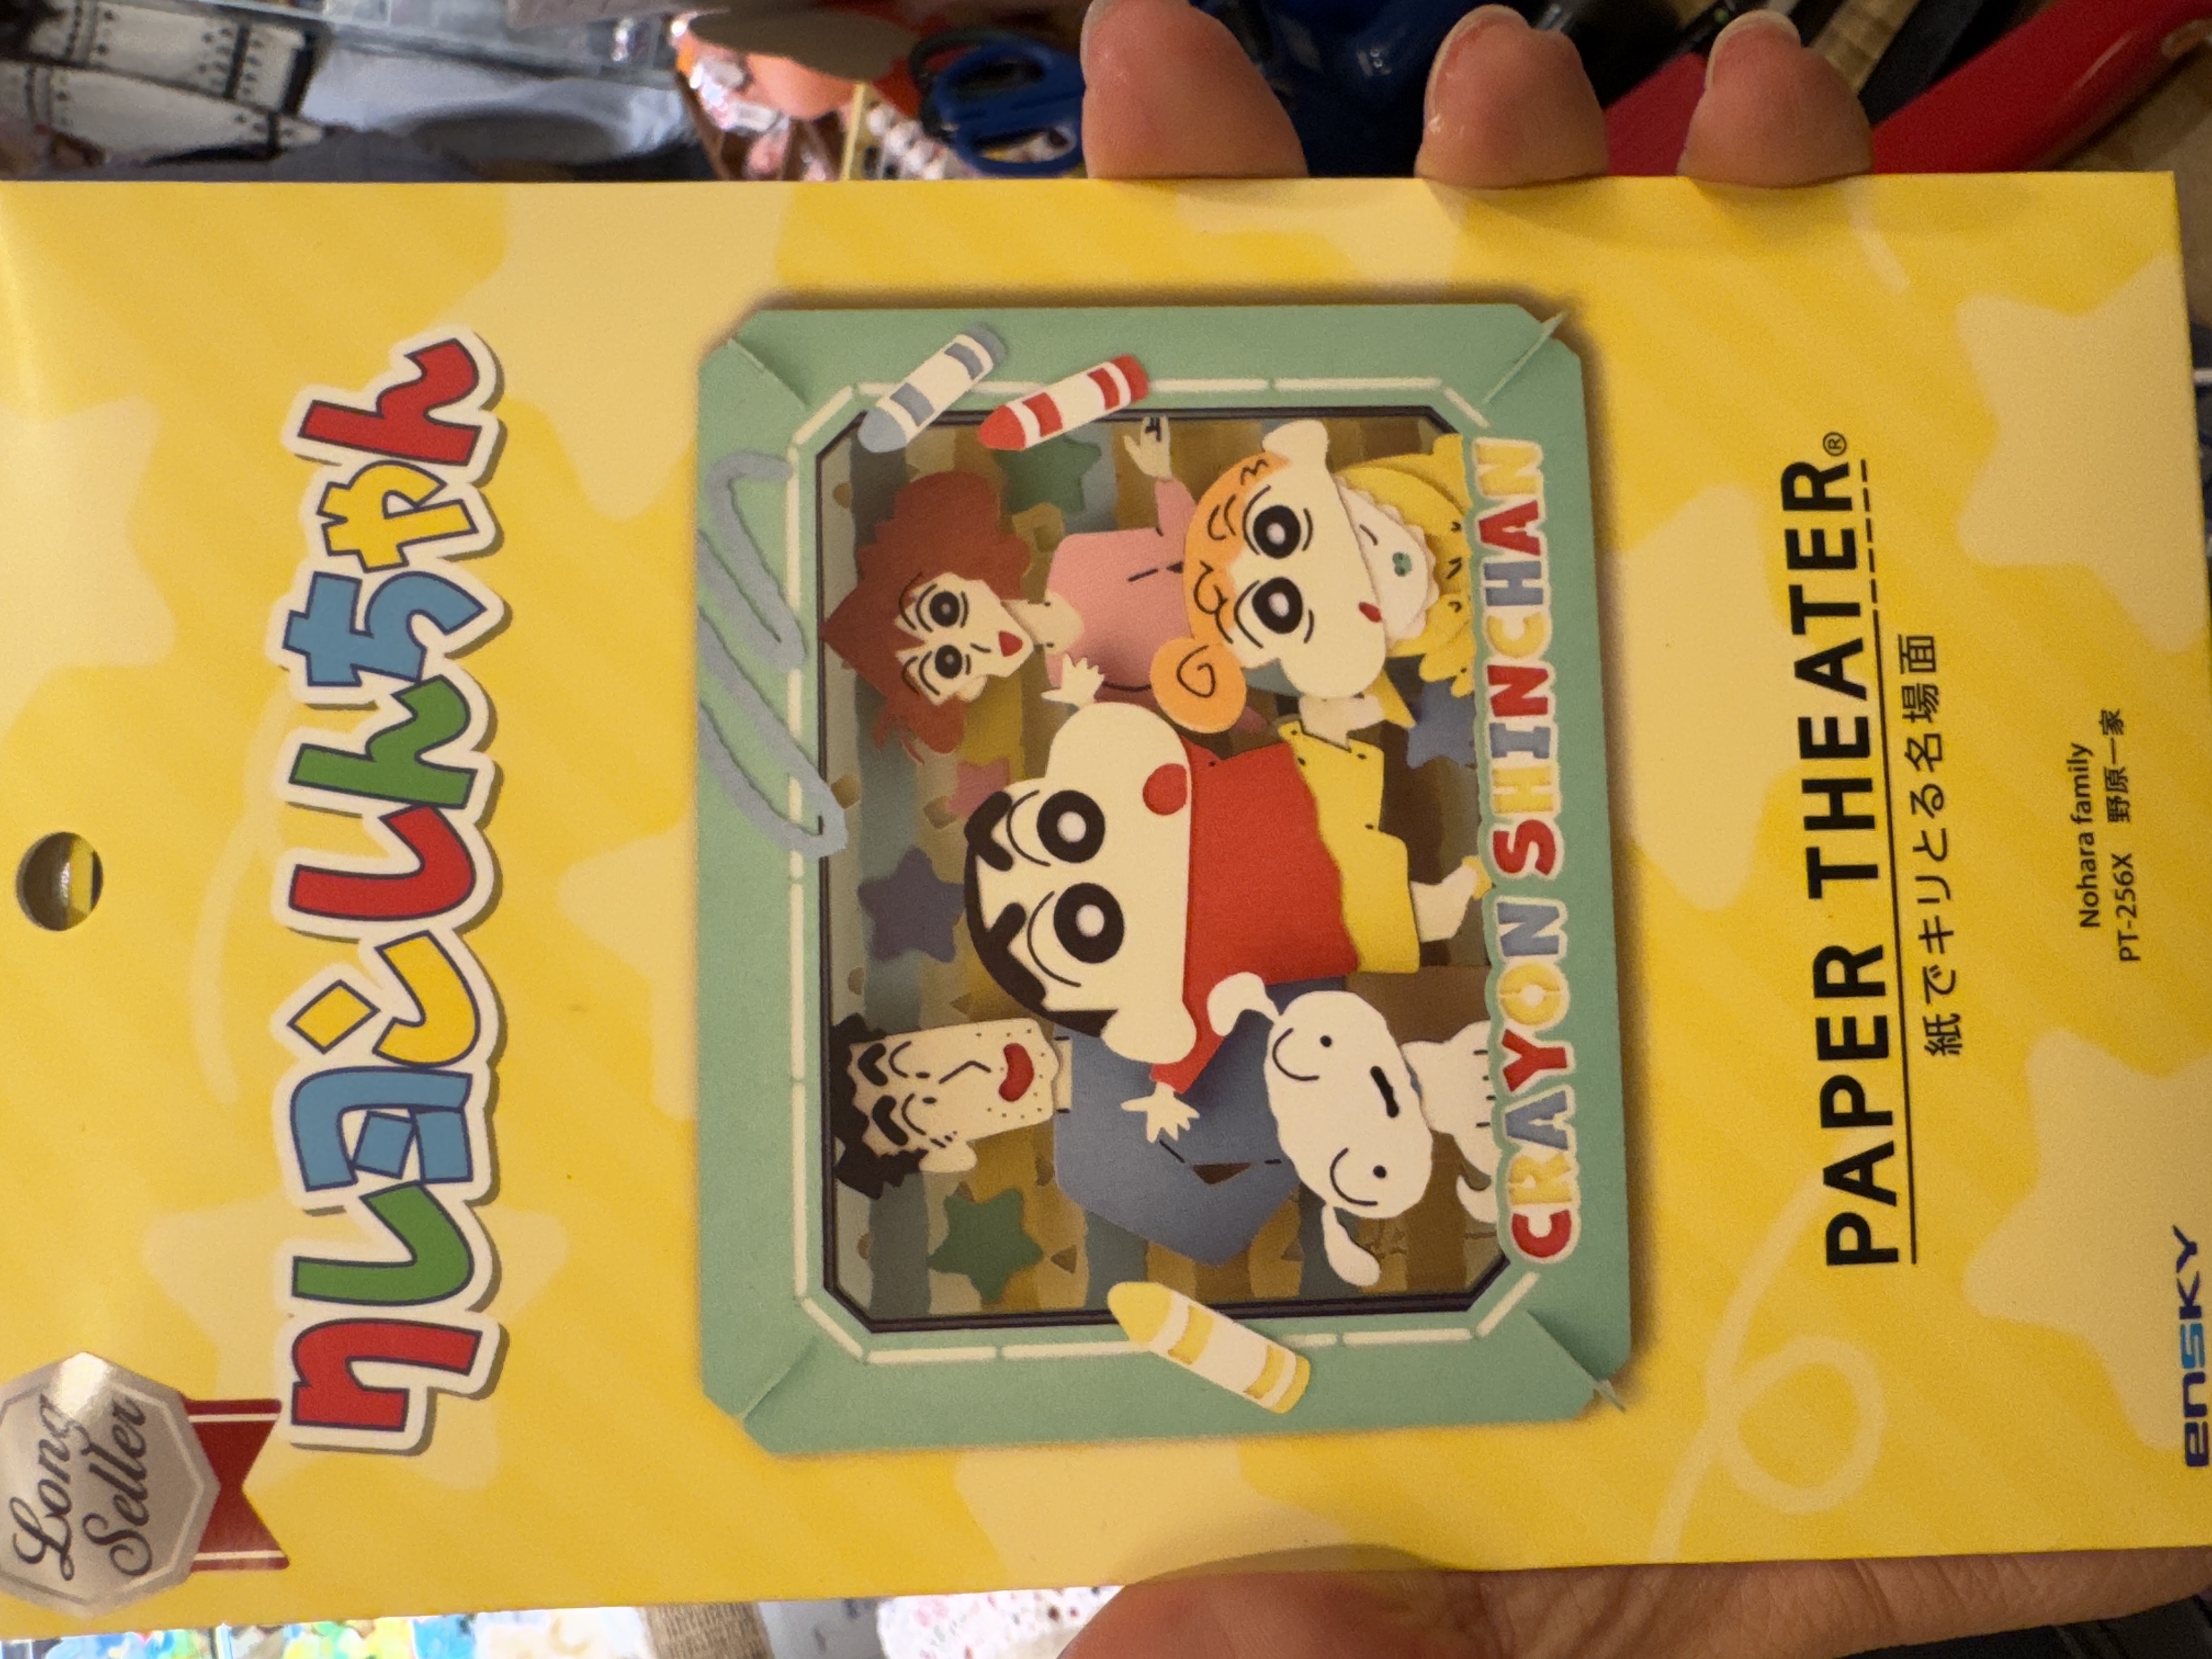 Long
Seller
クレヨンしんちゃん
CRAYON SHINCHAN
PAPER THEATER®
紙でキリとる名場面
Nohara family
PT-256X 野原一家
ensky